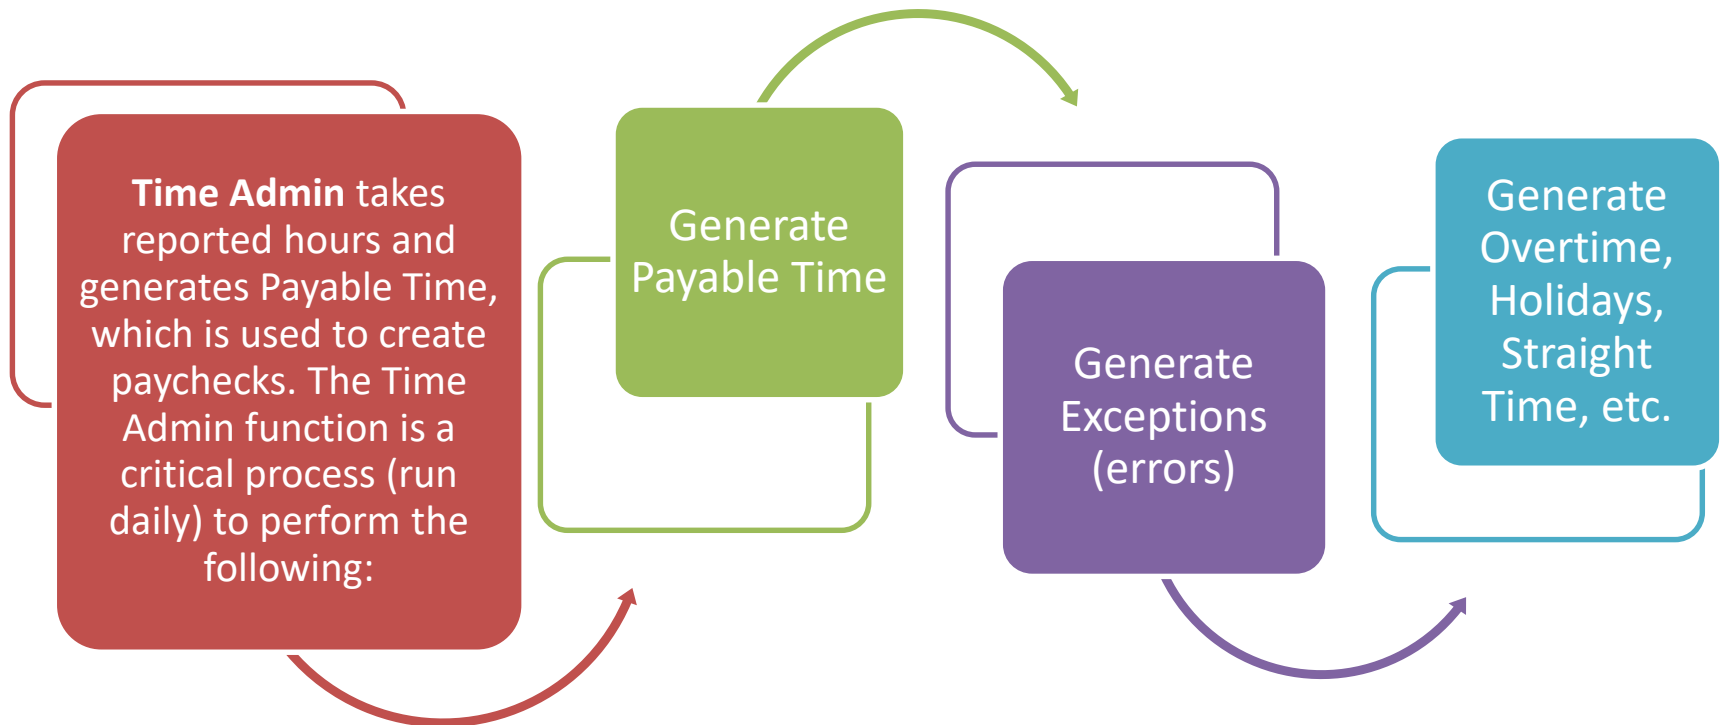 Time Admin takes
reported hours and
generates Payable Time,
which is used to create
paychecks. The Time
Admin function is a
critical process (run
daily) to perform the
following:
Generate
Payable Time
Generate
Exceptions
(errors)
Generate
Overtime,
Holidays,
Straight
Time, etc.